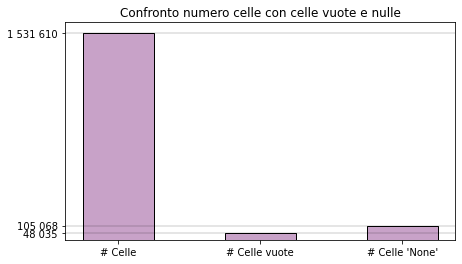 Confronto numero celle con celle vuote e nulle
1 531 610
105 068
48 035
# Celle
# Celle vuote
# Celle 'None'